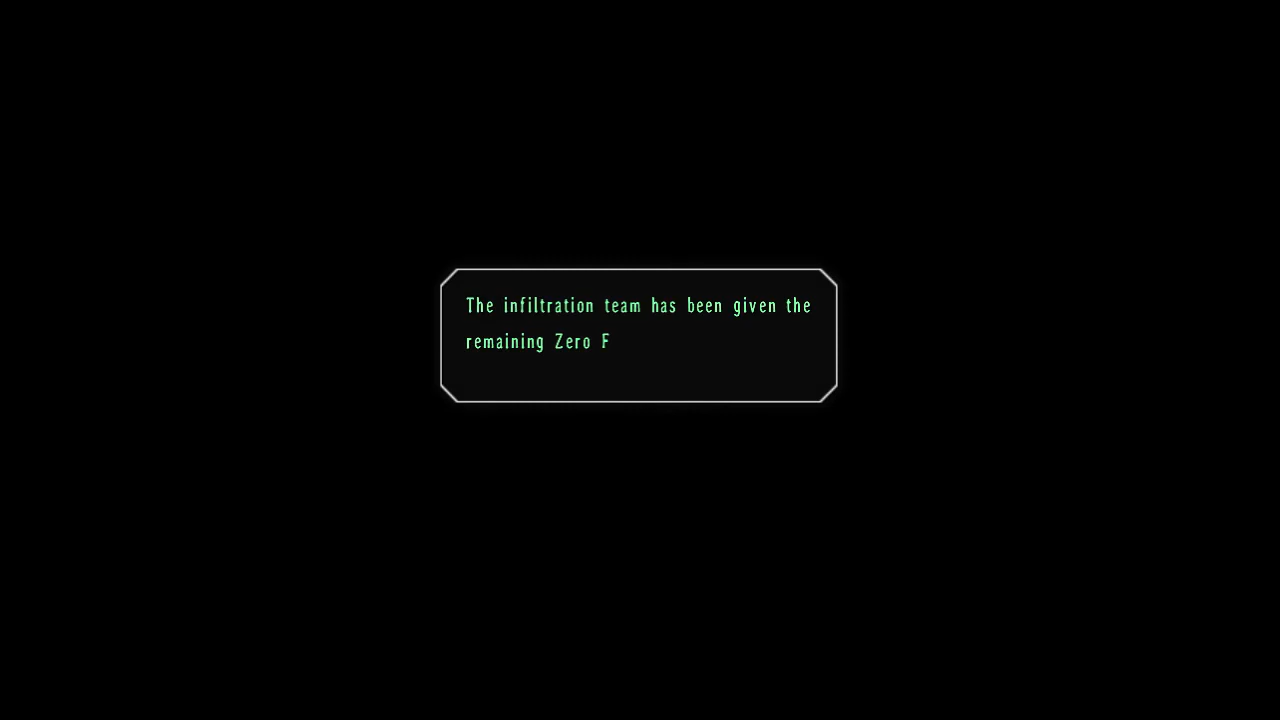 The infiltration team has been given the
remaining Zero F